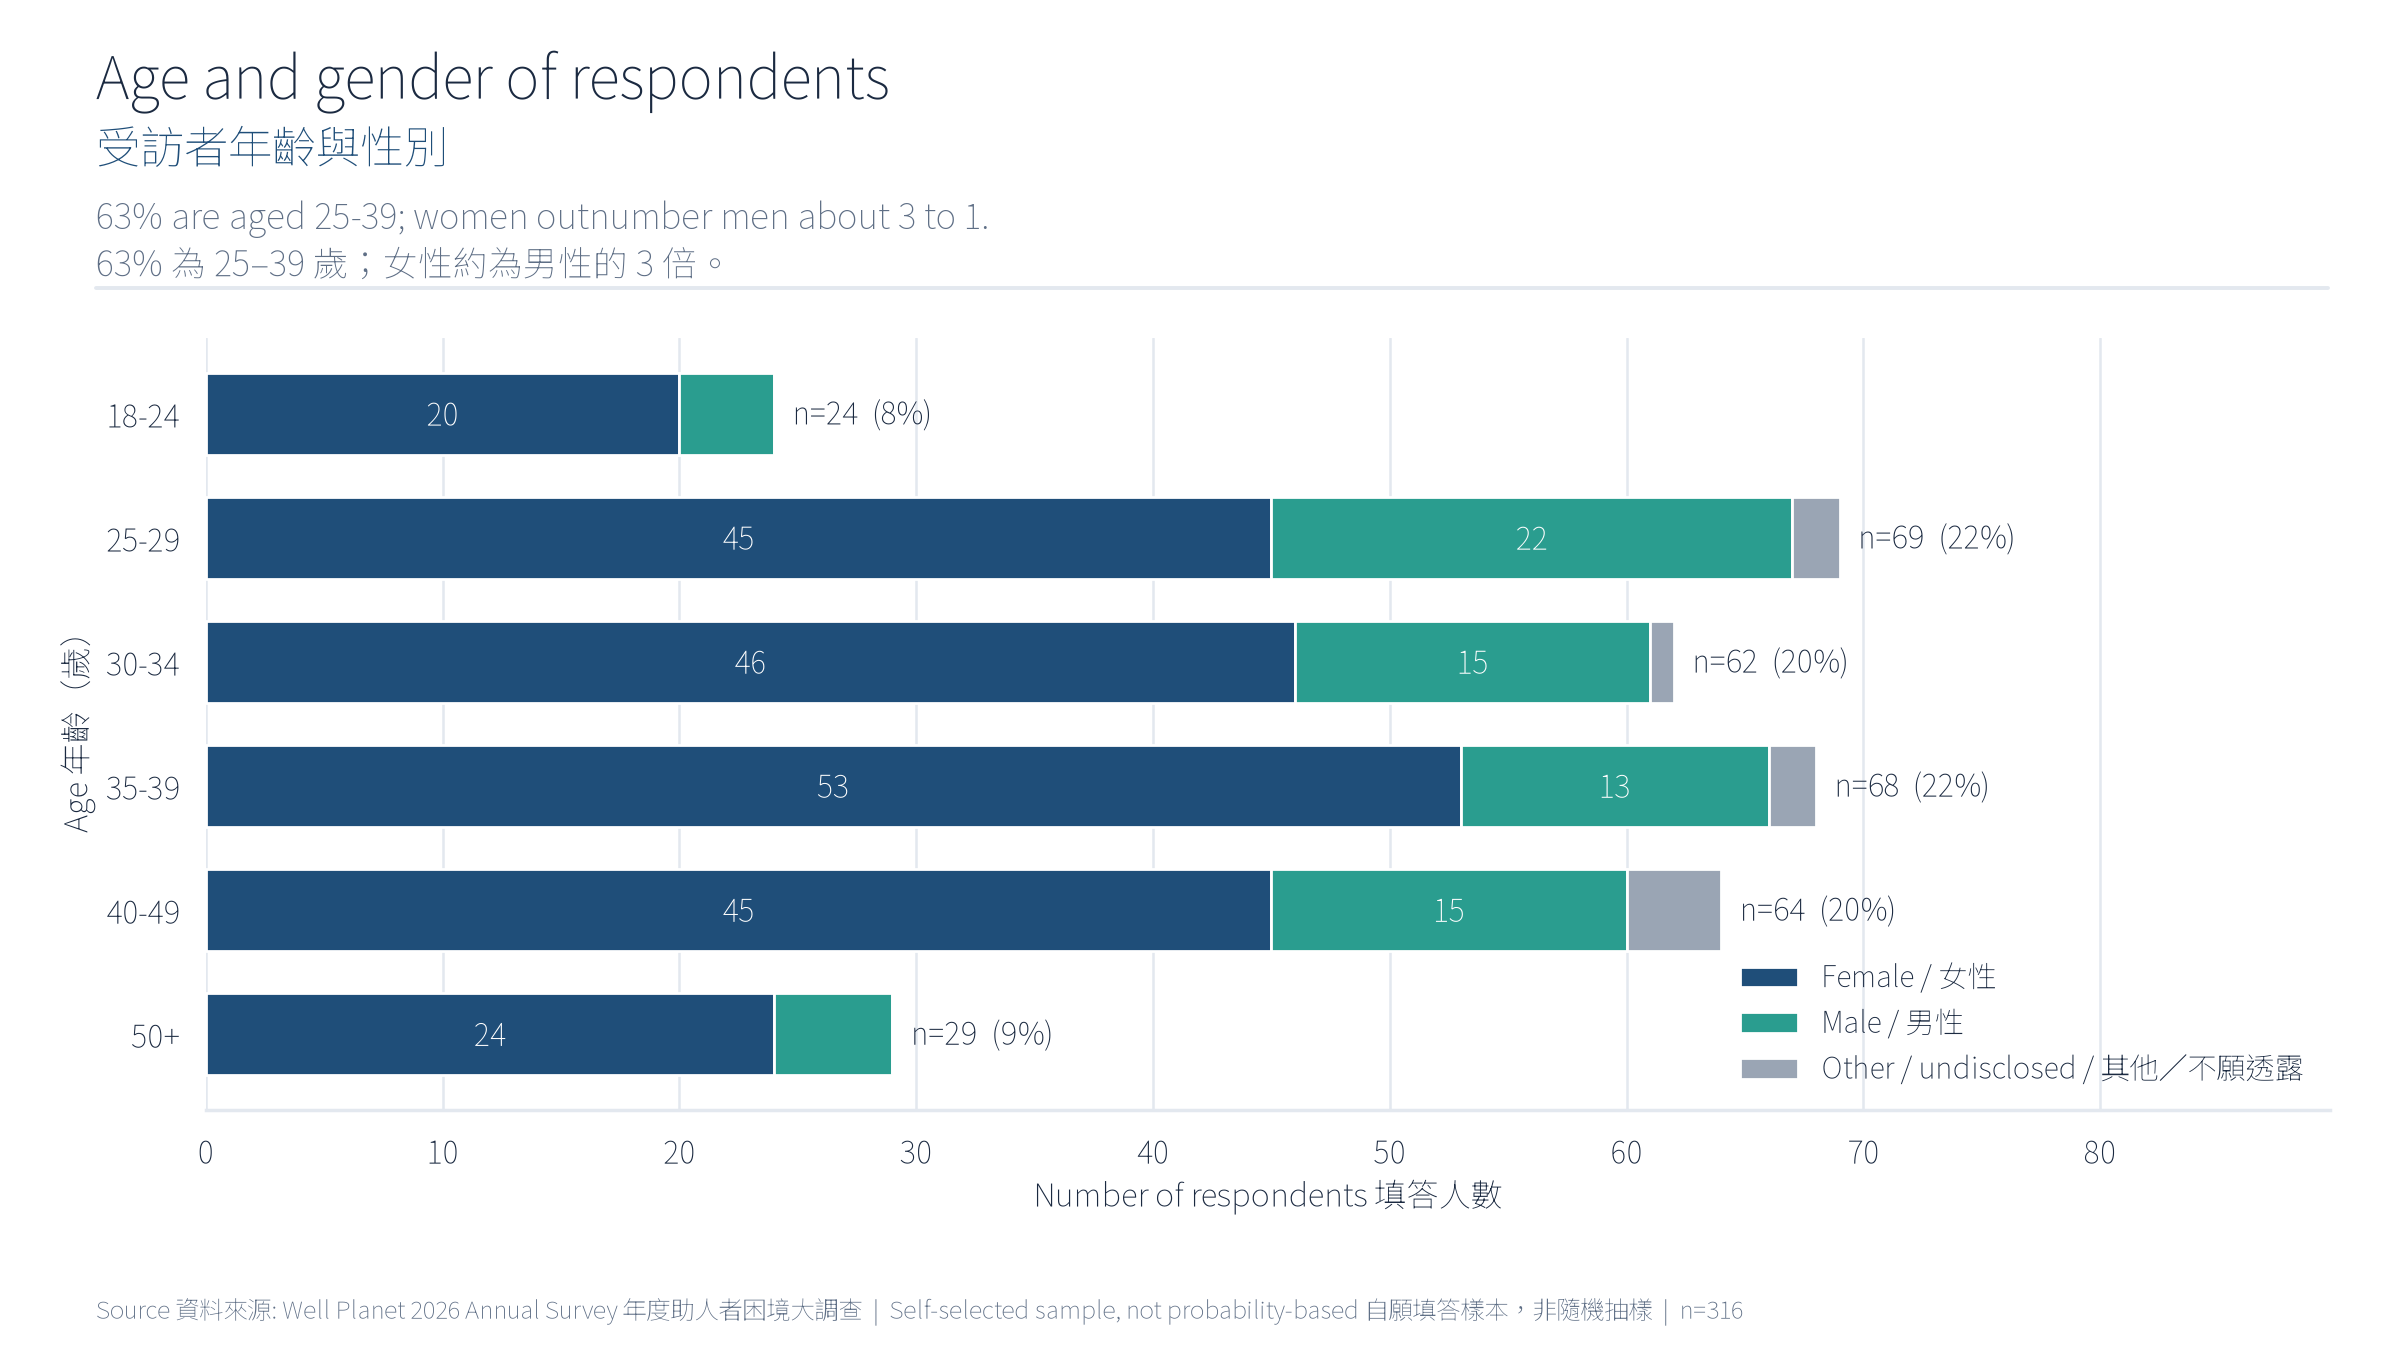 Age and gender of respondents
受訪者年齡與性別
63% are aged 25-39; women outnumber men about 3 to 1.
63% 為 25–39 歲；女性約為男性的 3 倍。
Age 年齡（歲）
18-24
20
n=24 (8%)
25-29
45
22
n=69 (22%)
30-34
46
15
n=62 (20%)
35-39
53
13
n=68 (22%)
40-49
45
15
n=64 (20%)
50+
24
n=29 (9%)
Female / 女性
Male / 男性
Other / undisclosed / 其他／不願透露
0 10 20 30 40 50 60 70 80
Number of respondents 填答人數
Source 資料來源: Well Planet 2026 Annual Survey 年度助人者困境大調查 | Self-selected sample, not probability-based 自願填答樣本，非隨機抽樣 | n=316